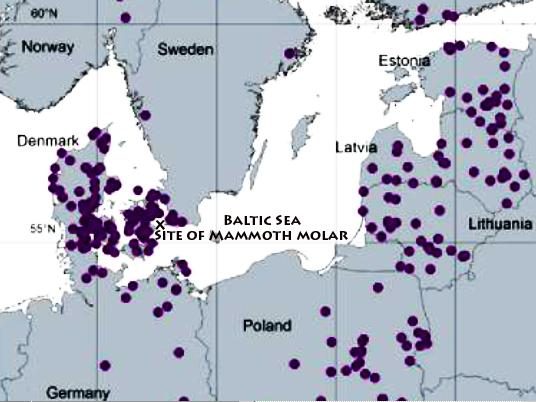 60°N
Norway
Sweden
Estonia
Denmark
Latvia
Baltic Sea
Site of Mammoth molar
X
55°N
Lithuania
Poland
Germany